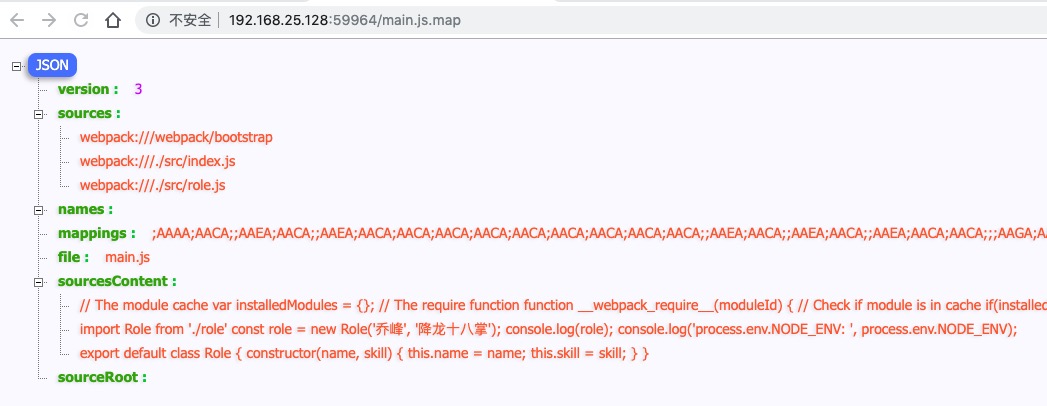 不安全 | 192.168.25.128:59964/main.js.map
JSON
version : 3
sources :
webpack:///webpack/bootstrap
webpack:///./src/index.js
webpack:///./src/role.js
names :
mappings : ;AAAA;AACA;;AAEA;AACA;;AAEA;AACA;AACA;AACA;AACA;AACA;AACA;AACA;AACA;AACA;;AAEA;AACA;;AAEA;AACA;;AAEA;AACA;AACA;;;AAGA;AA
file : main.js
sourcesContent :
// The module cache var installedModules = {}; // The require function function __webpack_require__(moduleId) { // Check if module is in cache if(installed
import Role from './role' const role = new Role('乔峰', '降龙十八掌'); console.log(role); console.log('process.env.NODE_ENV: ', process.env.NODE_ENV);
export default class Role { constructor(name, skill) { this.name = name; this.skill = skill; } }
sourceRoot :